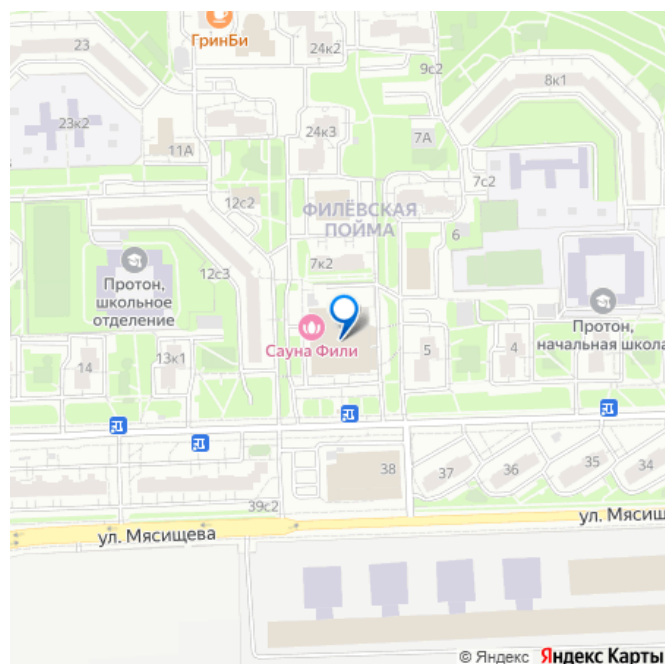 23
ГринБи
24к2
9с2
8к1
23к2
24к3
7А
11А
12с2
7с2
ФИЛЁВСКАЯ
ПОЙМА
6
Протон,
школьное
отделение
12с3
7к2
Протон,
начальная школа
Сауна Фили
14
13к1
5
4
38
37
36
35
34
39с2
ул. Мясищева
ул. Мясищ
© Яндекс Яндекс Карты